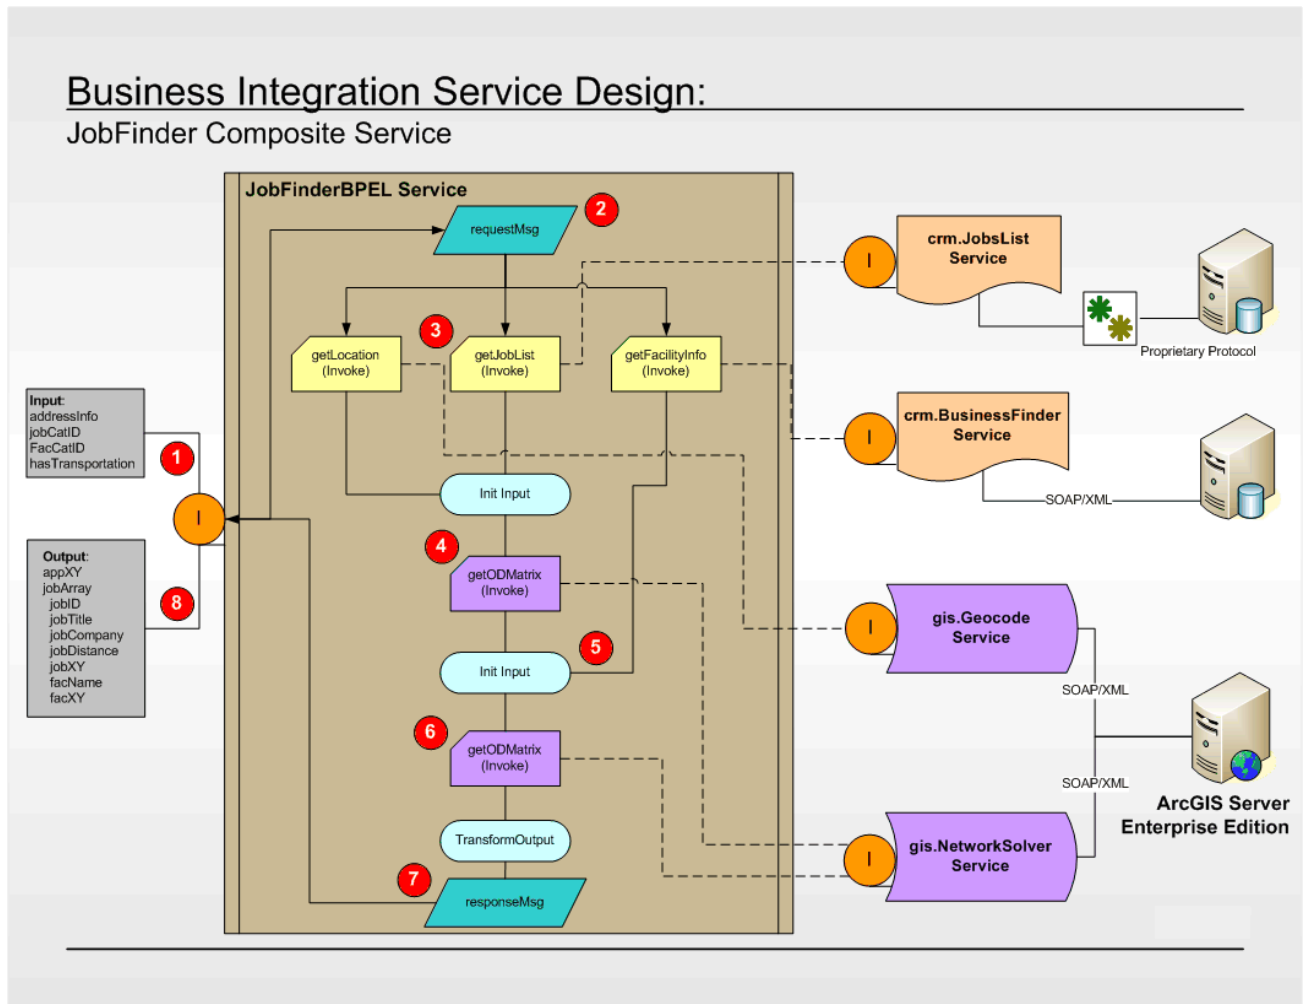 Business Integration Service Design:
JobFinder Composite Service
JobFinderBPEL Service
2
requestMsg
crm.JobsList
Service
I
3
getLocation
(Invoke)
getJobList
(Invoke)
getFacilityInfo
(Invoke)
Proprietary Protocol
Input:
addressInfo
jobCatID
FacCatID
hasTransportation
1
I
crm.BusinessFinder
Service
I
SOAP/XML
Init Input
4
getODMatrix
(Invoke)
Output:
appXY
jobArray
jobID
jobTitle
jobCompany
jobDistance
jobXY
facName
facXY
8
5
Init Input
I
gis.Geocode
Service
SOAP/XML
6
getODMatrix
(Invoke)
SOAP/XML
ArcGIS Server
Enterprise Edition
TransformOutput
I
gis.NetworkSolver
Service
7
responseMsg